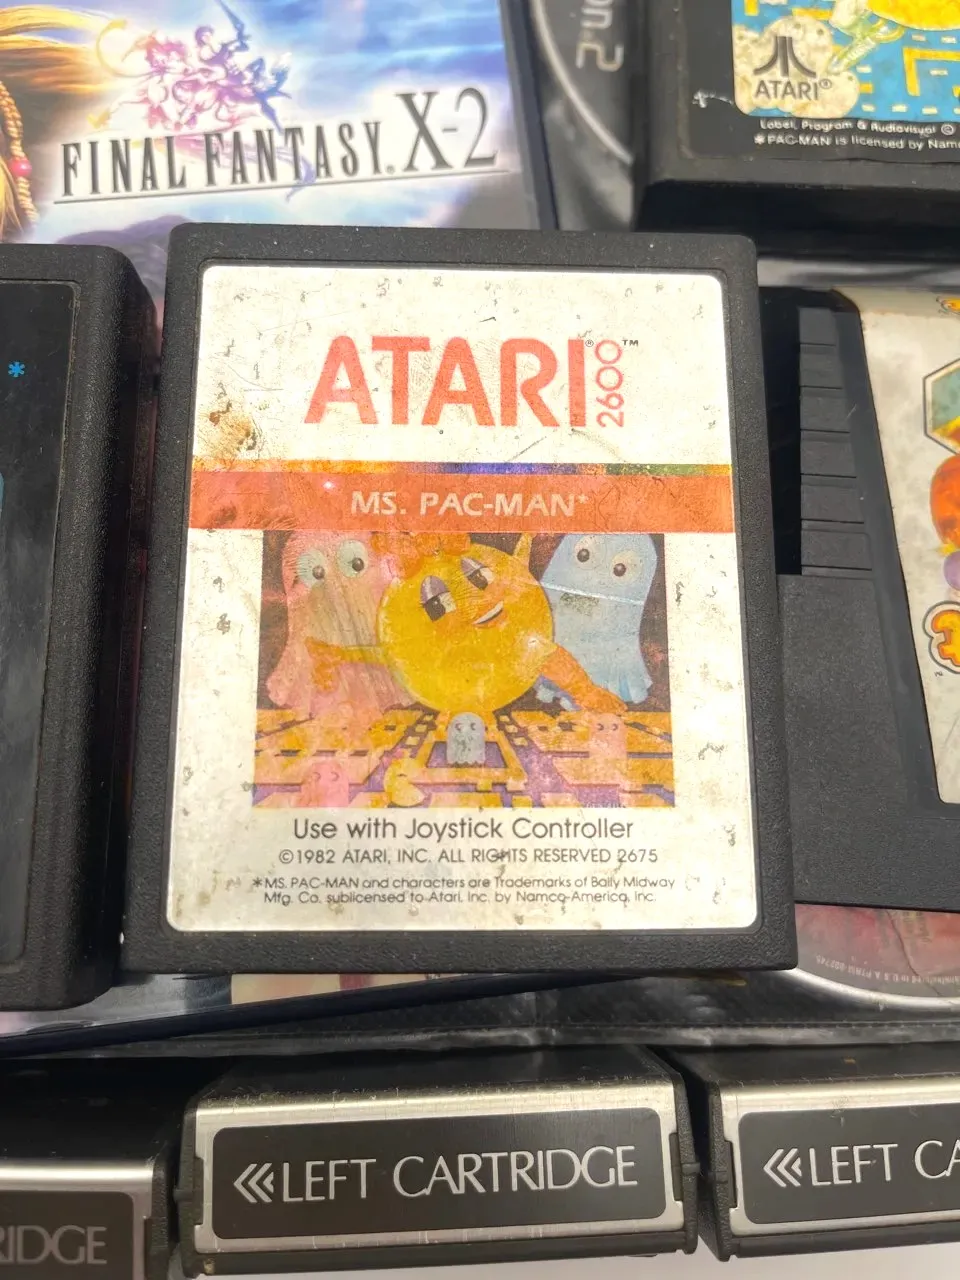 FINAL FANTASY. X-2
ATARI®
Label, Program & Audiovisual ©
*PAC-MAN is licensed by
*
ATARI® 2600™
MS. PAC-MAN*
Use with Joystick Controller
©1982 ATARI, INC. ALL RIGHTS RESERVED 2675
*MS. PAC-MAN and characters are Trademarks of Bally Midway
Mfg. Co. sublicensed to Atari, Inc. by Namco-America, Inc.
LEFT CARTRIDGE
LEFT CA
RIDGE